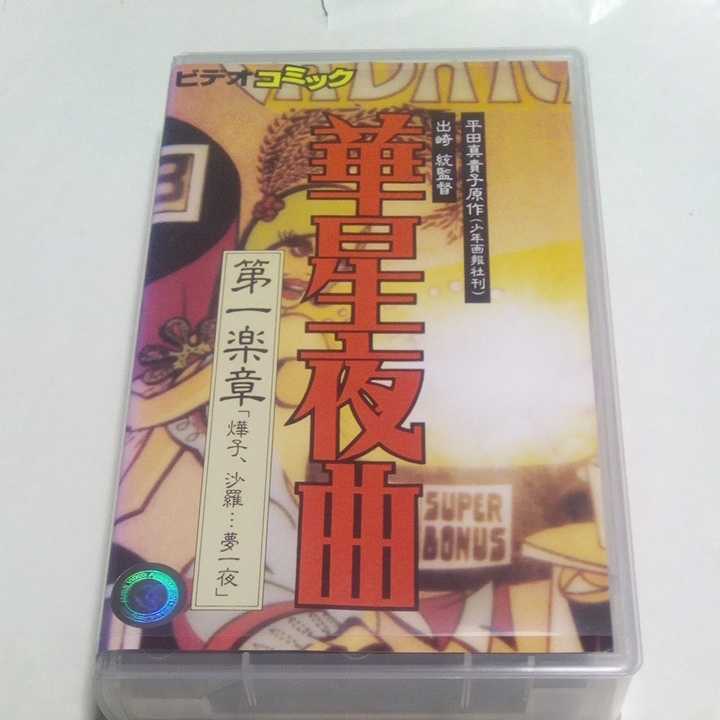 ビデオコミック
平田真貴子原作(少年画報社刊)
出崎 統監督
華星夜曲
第一楽章「燁子、沙羅…夢一夜」
SUPER
BONUS